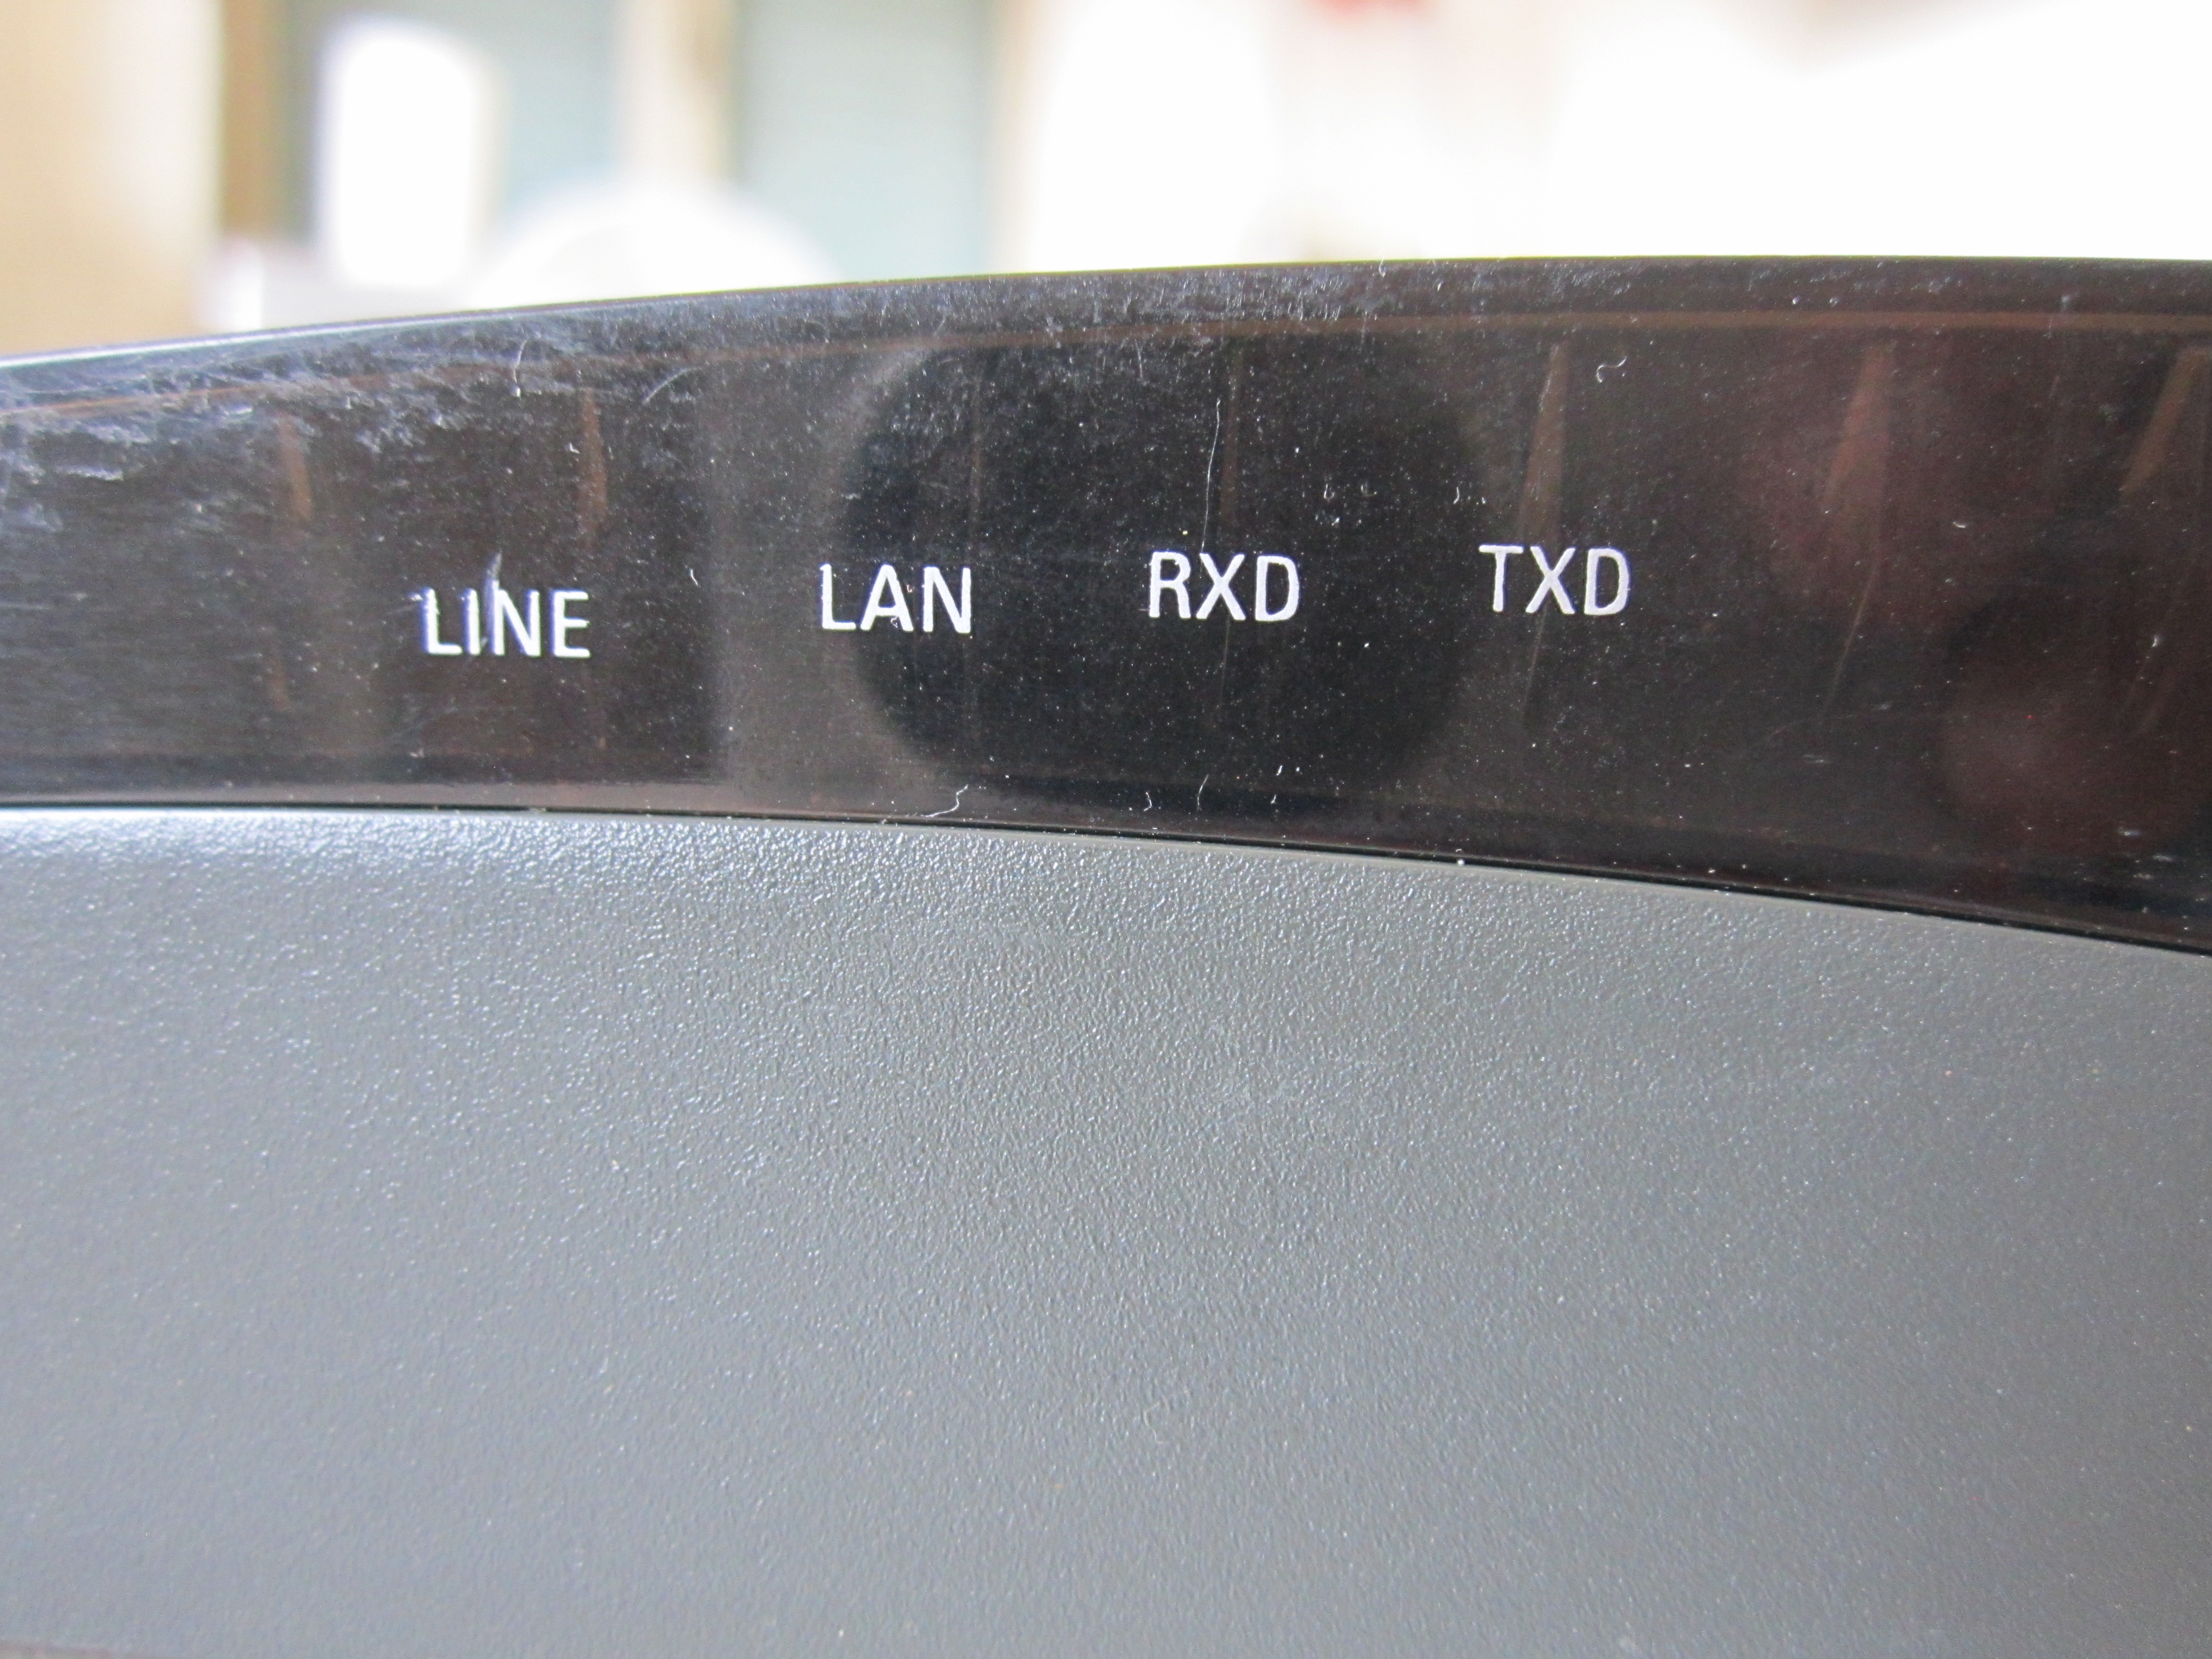 LINE LAN RXD TXD